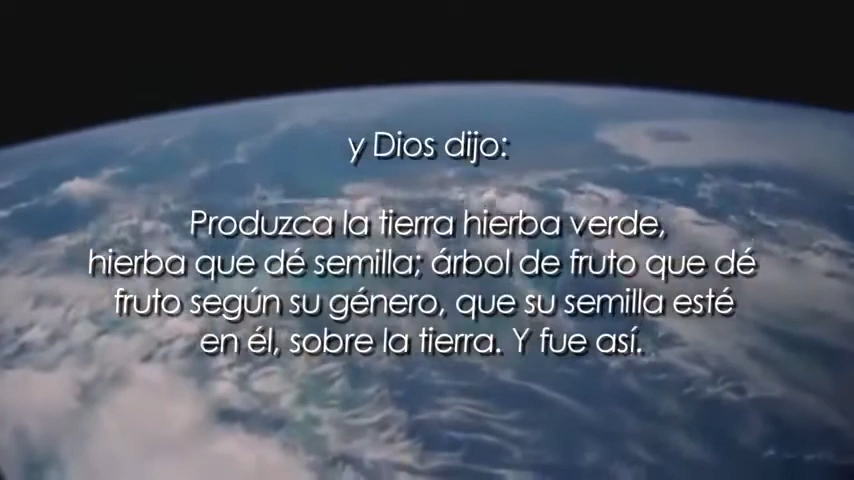 y Dios dijo:
Produzca la tierra hierba verde,
hierba que dé semilla; árbol de fruto que dé
fruto según su género, que su semilla esté
en él, sobre la tierra. Y fue así.